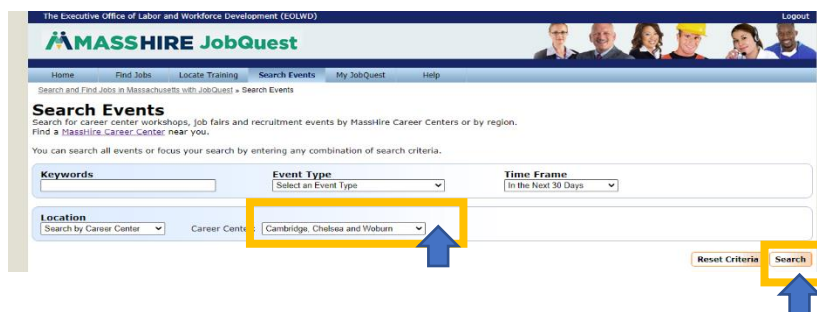 The Executive Office of Labor and Workforce Development (EOLWD)
Logout
MASSHIRE JobQuest
Home Find Jobs Locate Training Search Events My JobQuest Help
Search and Find Jobs in Massachusetts with JobQuest » Search Events
Search Events
Search for career center workshops, job fairs and recruitment events by MassHire Career Centers or by region.
Find a MassHire Career Center near you.
You can search all events or focus your search by entering any combination of search criteria.
Keywords Event Type Time Frame
Select an Event Type In the Next 30 Days
Location
Search by Career Center Career Cente: Cambridge, Chelsea and Woburn
Reset Criteria Search